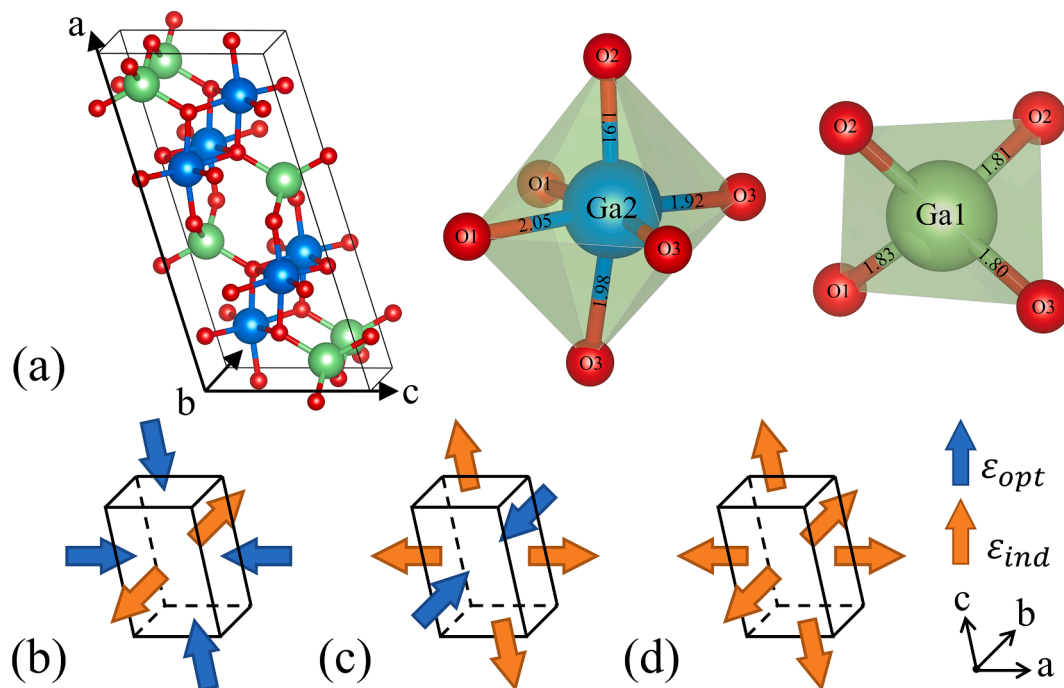 a
b
c
(a)
O2
1.91
O1
Ga2
1.92
O3
O1
2.05
O3
1.98
O3
O2
O2
1.81
Ga1
1.83
1.80
O1
O3
(b)
(c)
(d)
ε_opt
ε_ind
c
b
a